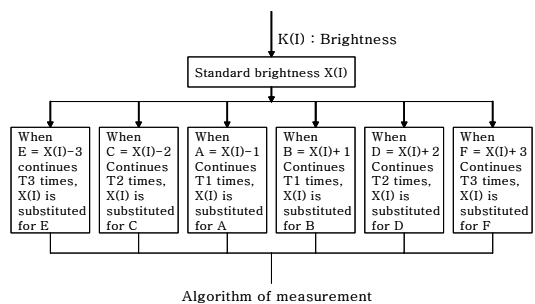 K(I) : Brightness
Standard brightness X(I)
When
E = X(I)-3
continues
T3 times,
X(I) is
substituted
for E
When
C = X(I)-2
Continues
T2 times,
X(I) is
substituted
for C
When
A = X(I)-1
Continues
T1 times,
X(I) is
substituted
for A
When
B = X(I)+1
Continues
T1 times,
X(I) is
substituted
for B
When
D = X(I)+2
Continues
T2 times,
X(I) is
substituted
for D
When
F = X(I)+3
Continues
T3 times,
X(I) is
substituted
for F
Algorithm of measurement